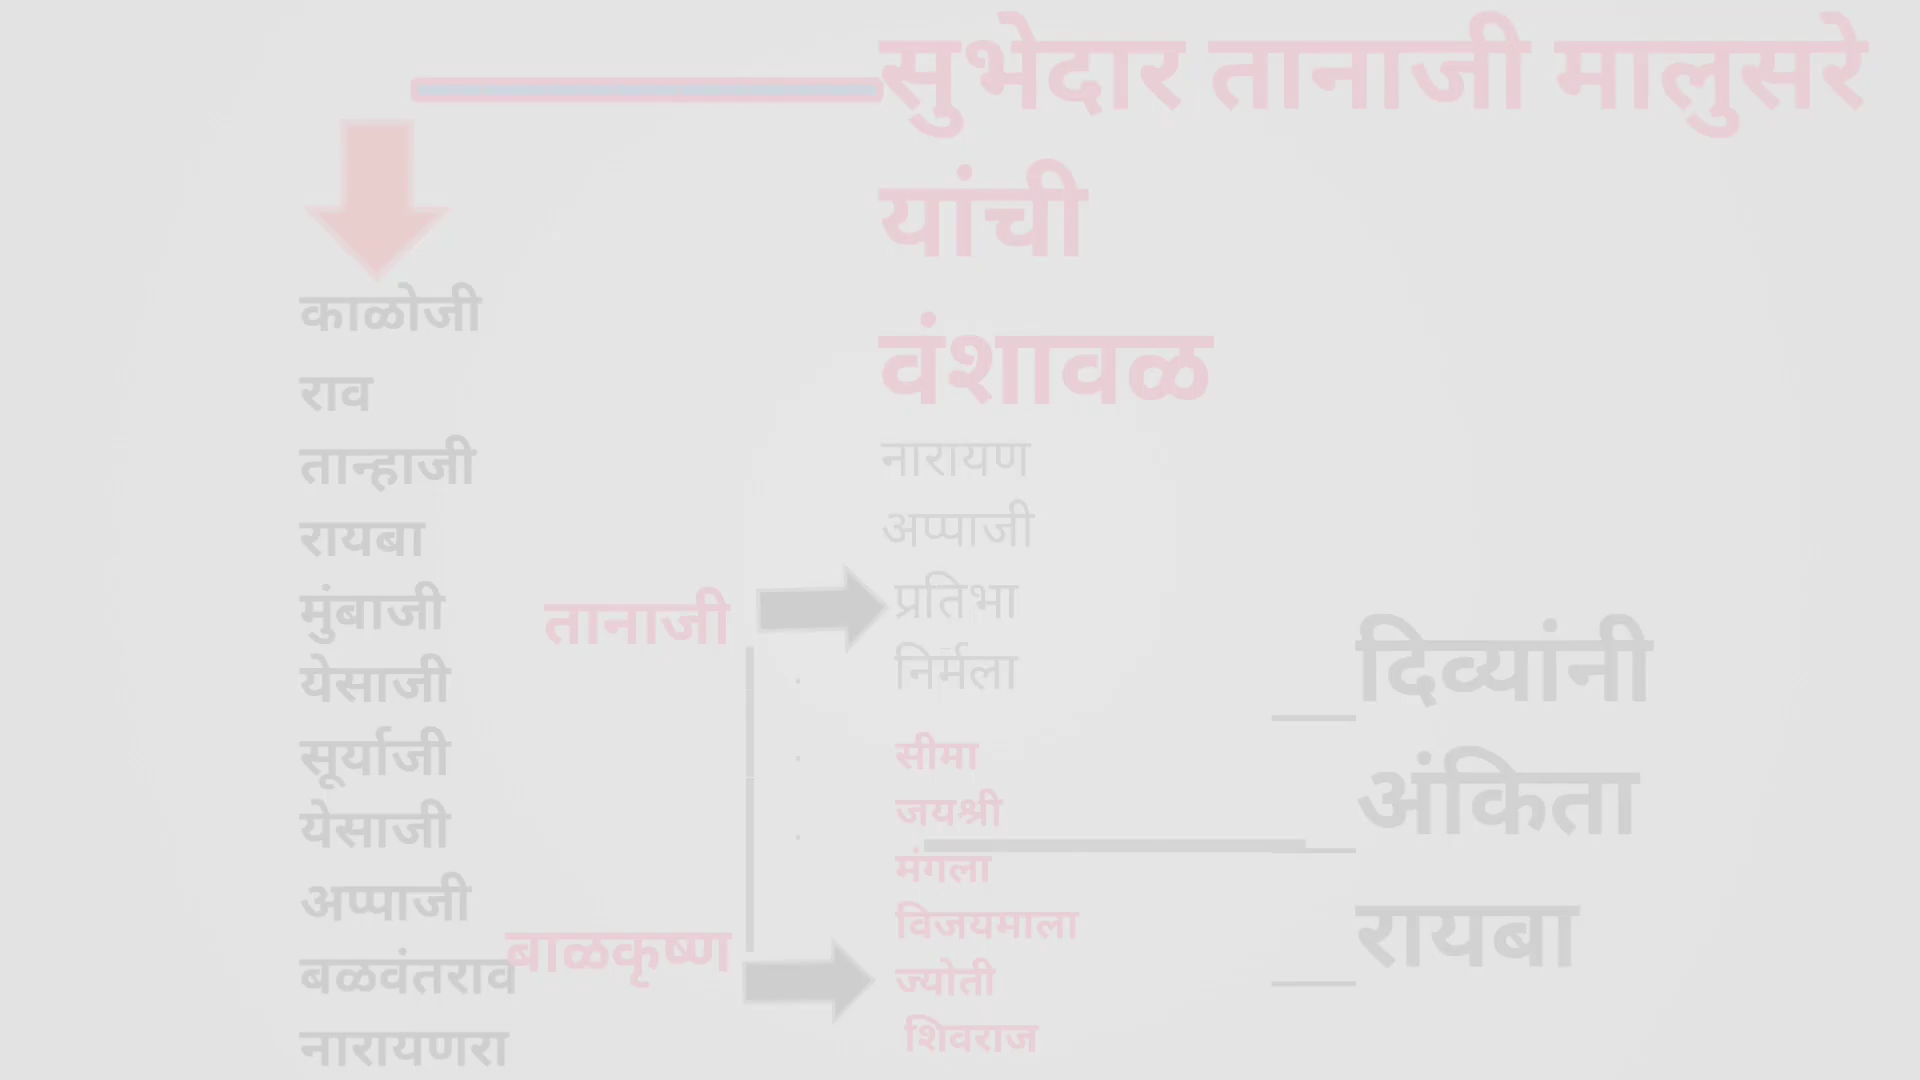 सुभेदार तानाजी मालुसरे
यांची
वंशावळ
काळोजी
राव
तान्हाजी
रायबा
मुंबाजी
येसाजी
सूर्याजी
येसाजी
अप्पाजी
बळवंतराव
नारायणरा
तानाजी
बाळकृष्ण
नारायण
अप्पाजी
प्रतिभा
निर्मला
सीमा
जयश्री
मंगला
विजयमाला
ज्योती
शिवराज
दिव्यांनी
अंकिता
रायबा